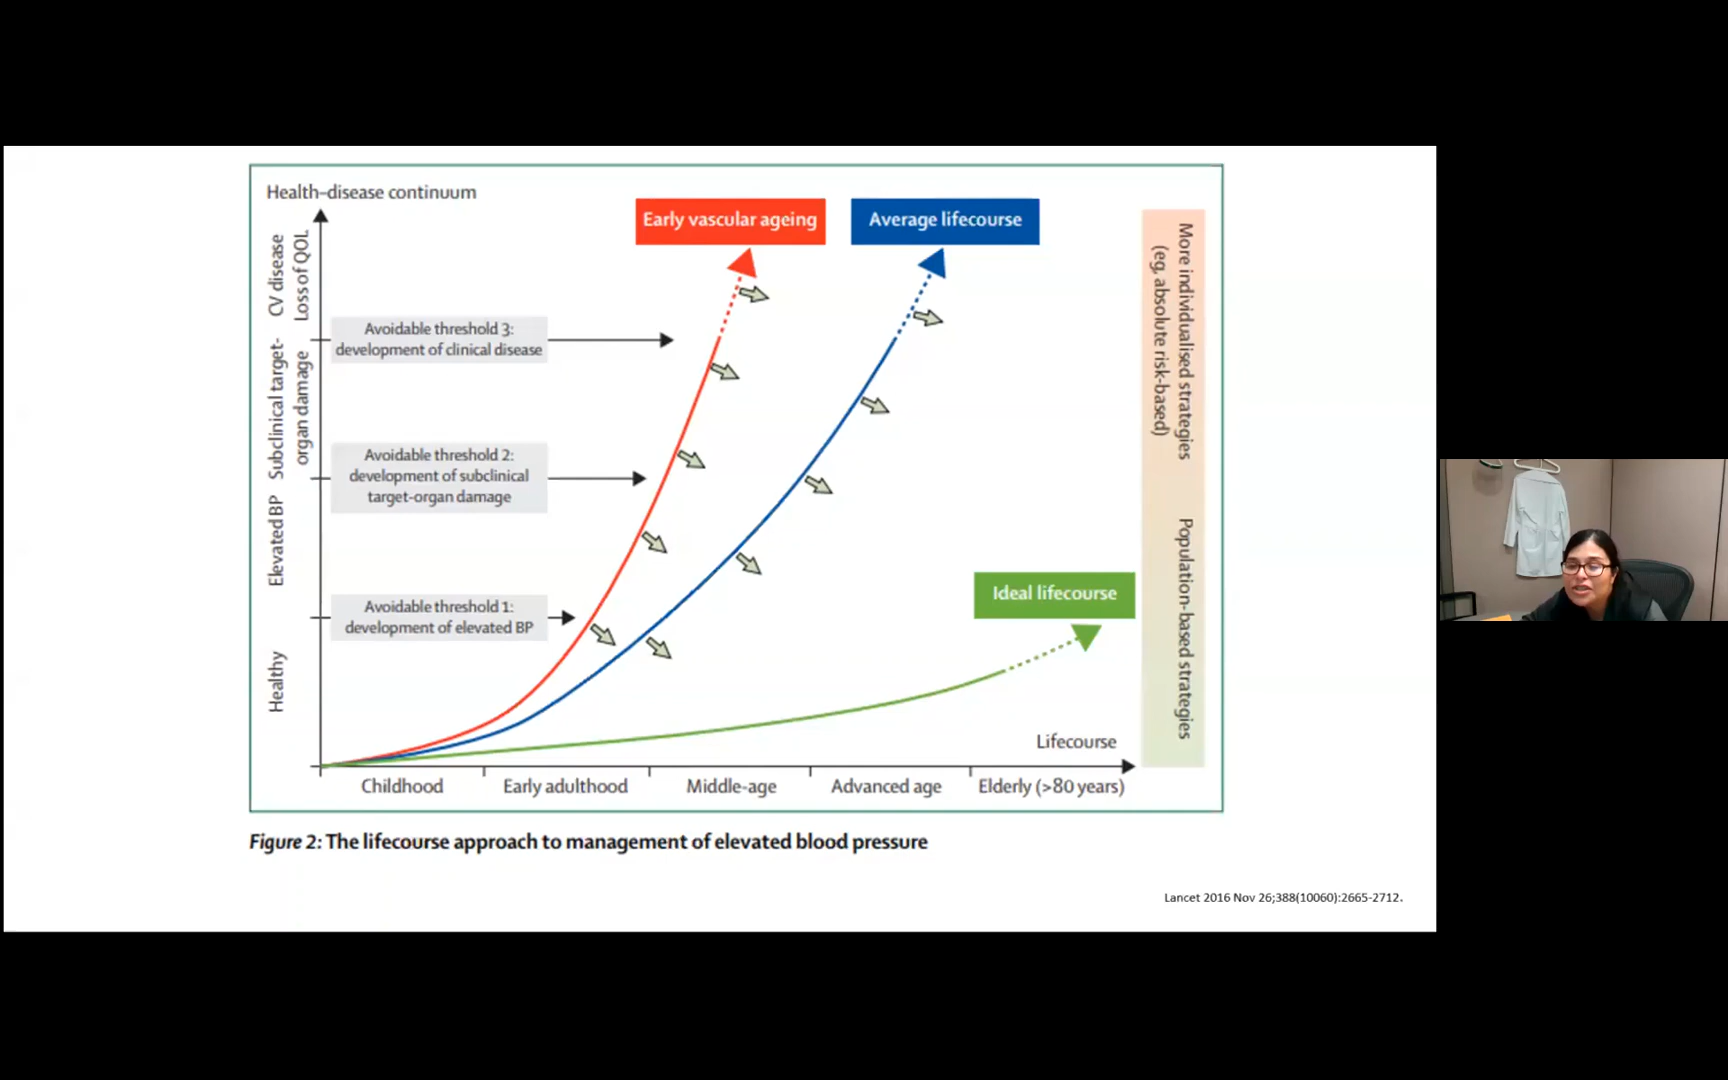 Health–disease continuum
CV disease
Loss of QOL
Subclinical target-
organ damage
Elevated BP
Healthy
Early vascular ageing
Average lifecourse
Avoidable threshold 3:
development of clinical disease
Avoidable threshold 2:
development of subclinical
target-organ damage
Avoidable threshold 1:
development of elevated BP
Ideal lifecourse
More individualised strategies
(eg, absolute risk-based)
Population-based strategies
Lifecourse
Childhood
Early adulthood
Middle-age
Advanced age
Elderly (>80 years)
Figure 2: The lifecourse approach to management of elevated blood pressure
Lancet 2016 Nov 26;388(10060):2665-2712.